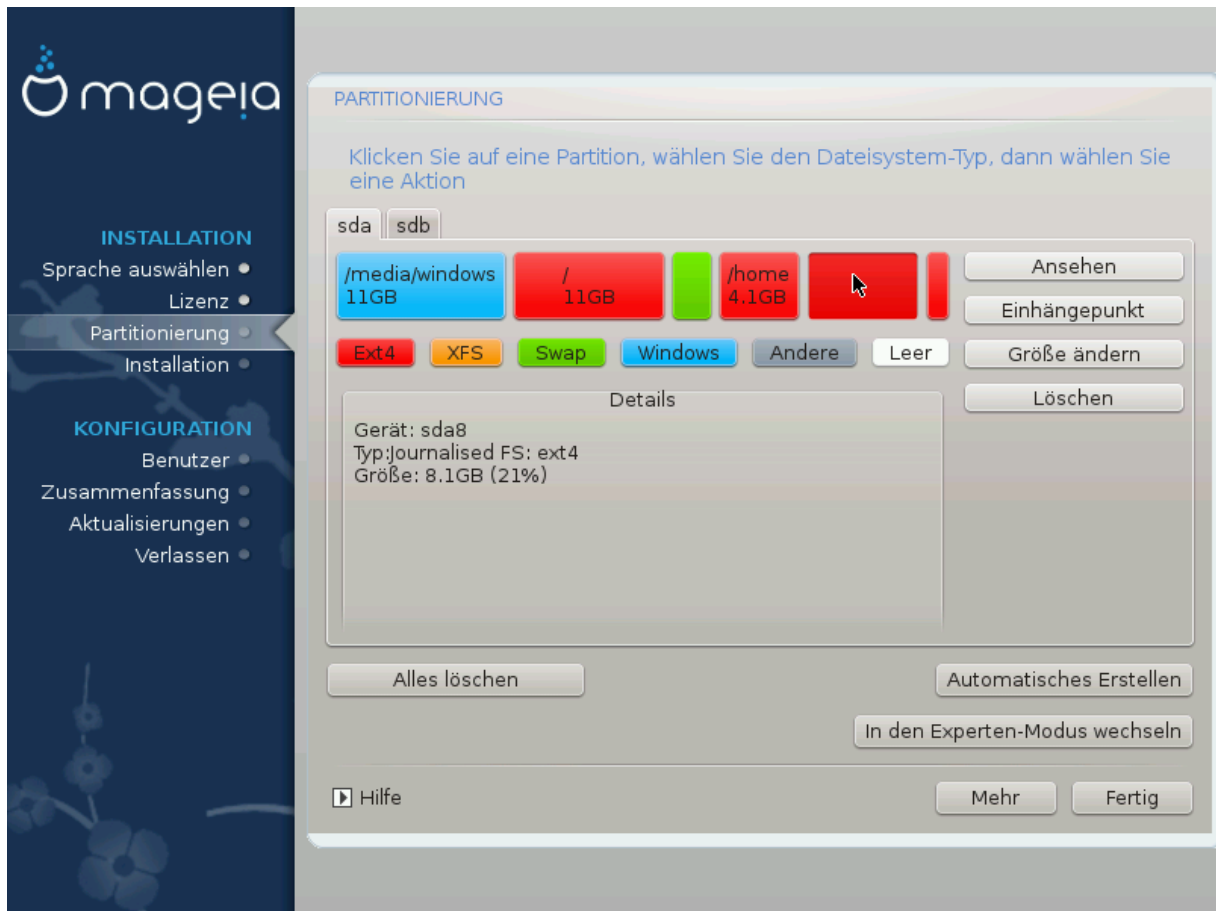 mageia
INSTALLATION
Sprache auswählen
Lizenz
Partitionierung
Installation
KONFIGURATION
Benutzer
Zusammenfassung
Aktualisierungen
Verlassen
PARTITIONIERUNG
Klicken Sie auf eine Partition, wählen Sie den Dateisystem-Typ, dann wählen Sie
eine Aktion
sda sdb
/media/windows
11GB
/
11GB
/home
4.1GB
Ext4 XFS Swap Windows Andere Leer
Details
Gerät: sda8
Typ:Journalised FS: ext4
Größe: 8.1GB (21%)
Ansehen
Einhängepunkt
Größe ändern
Löschen
Alles löschen
Automatisches Erstellen
In den Experten-Modus wechseln
Hilfe
Mehr
Fertig